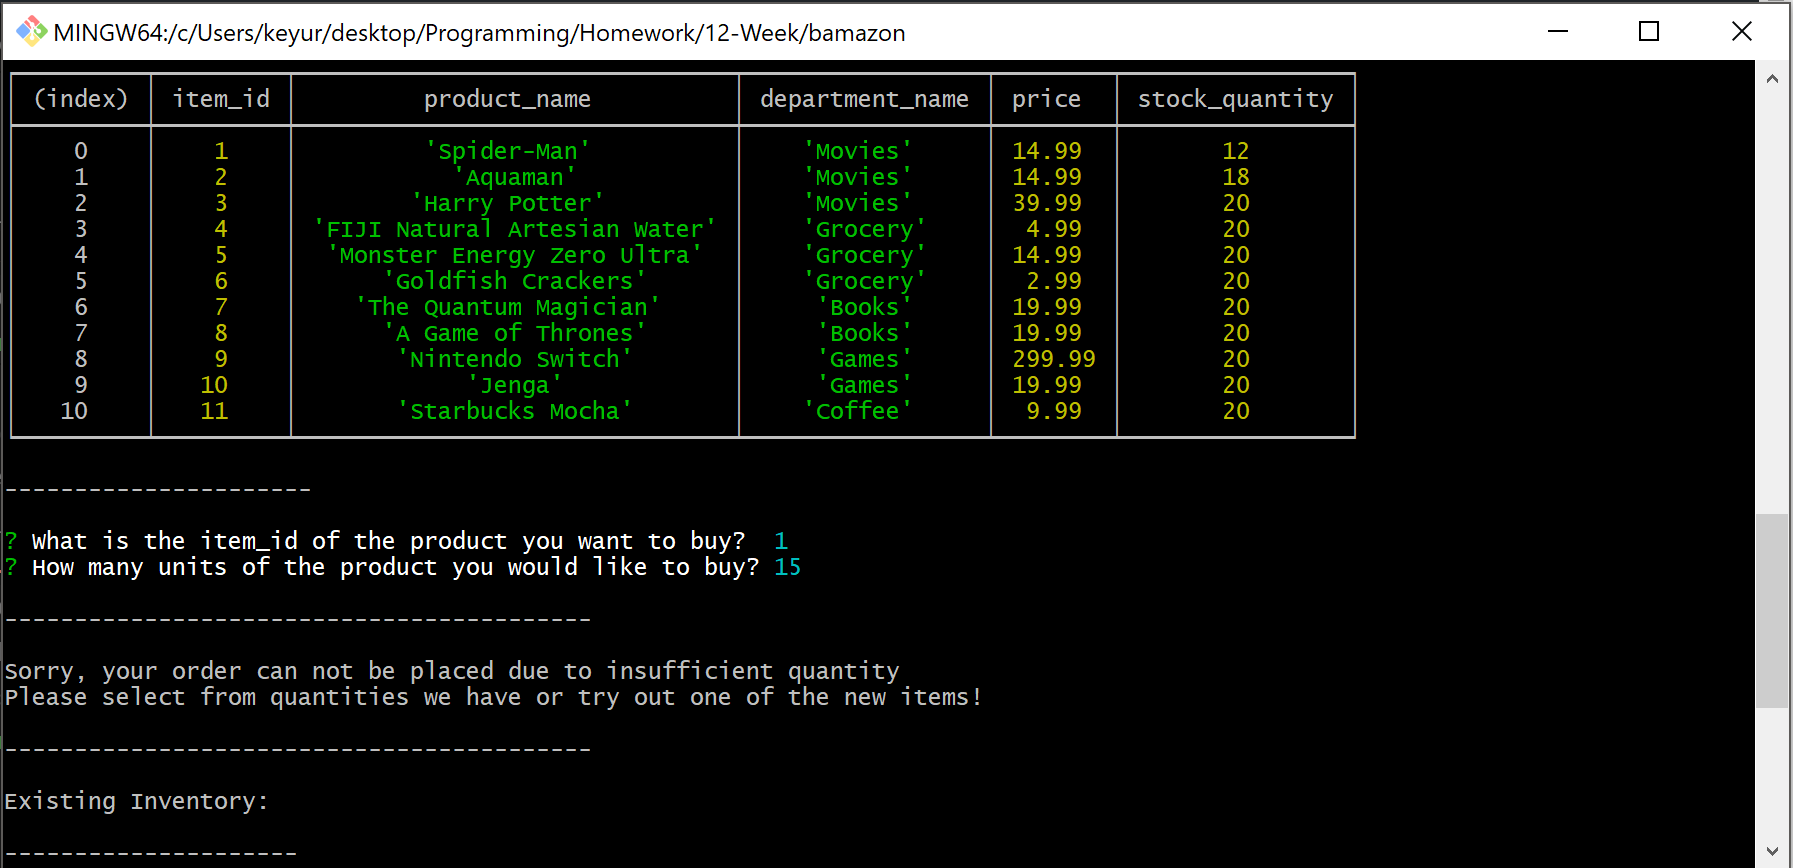 MINGW64:/c/Users/keyur/desktop/Programming/Homework/12-Week/bamazon
(index) item_id product_name department_name price stock_quantity
0 1 'Spider-Man' 'Movies' 14.99 12
1 2 'Aquaman' 'Movies' 14.99 18
2 3 'Harry Potter' 'Movies' 39.99 20
3 4 'FIJI Natural Artesian Water' 'Grocery' 4.99 20
4 5 'Monster Energy Zero Ultra' 'Grocery' 14.99 20
5 6 'Goldfish Crackers' 'Grocery' 2.99 20
6 7 'The Quantum Magician' 'Books' 19.99 20
7 8 'A Game of Thrones' 'Books' 19.99 20
8 9 'Nintendo Switch' 'Games' 299.99 20
9 10 'Jenga' 'Games' 19.99 20
10 11 'Starbucks Mocha' 'Coffee' 9.99 20
----------------------
? What is the item_id of the product you want to buy?  1
? How many units of the product you would like to buy? 15
------------------------------------------
Sorry, your order can not be placed due to insufficient quantity
Please select from quantities we have or try out one of the new items!
------------------------------------------
Existing Inventory:
---------------------